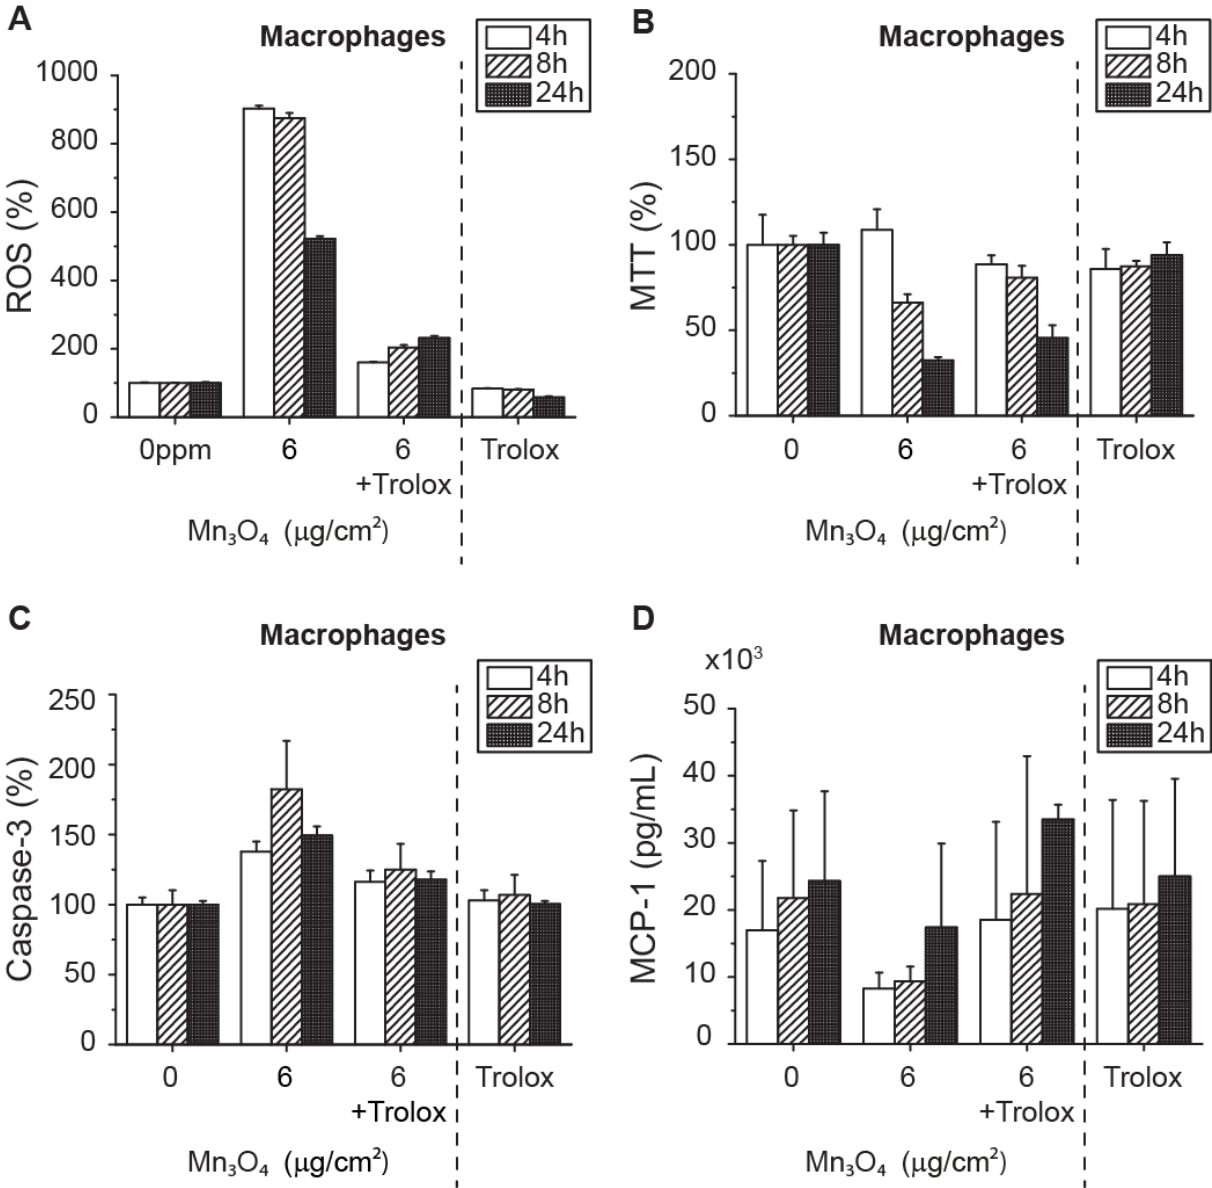 A
Macrophages
4h
8h
24h
1000
800
600
400
200
0
ROS (%)
0ppm 6 6 Trolox
+Trolox
Mn₃O₄ (μg/cm²)
B
Macrophages
4h
8h
24h
200
150
100
50
0
MTT (%)
0 6 6 Trolox
+Trolox
Mn₃O₄ (μg/cm²)
C
Macrophages
4h
8h
24h
250
200
150
100
50
0
Caspase-3 (%)
0 6 6 Trolox
+Trolox
Mn₃O₄ (μg/cm²)
D
Macrophages
x10³
4h
8h
24h
50
40
30
20
10
0
MCP-1 (pg/mL)
0 6 6 Trolox
+Trolox
Mn₃O₄ (μg/cm²)